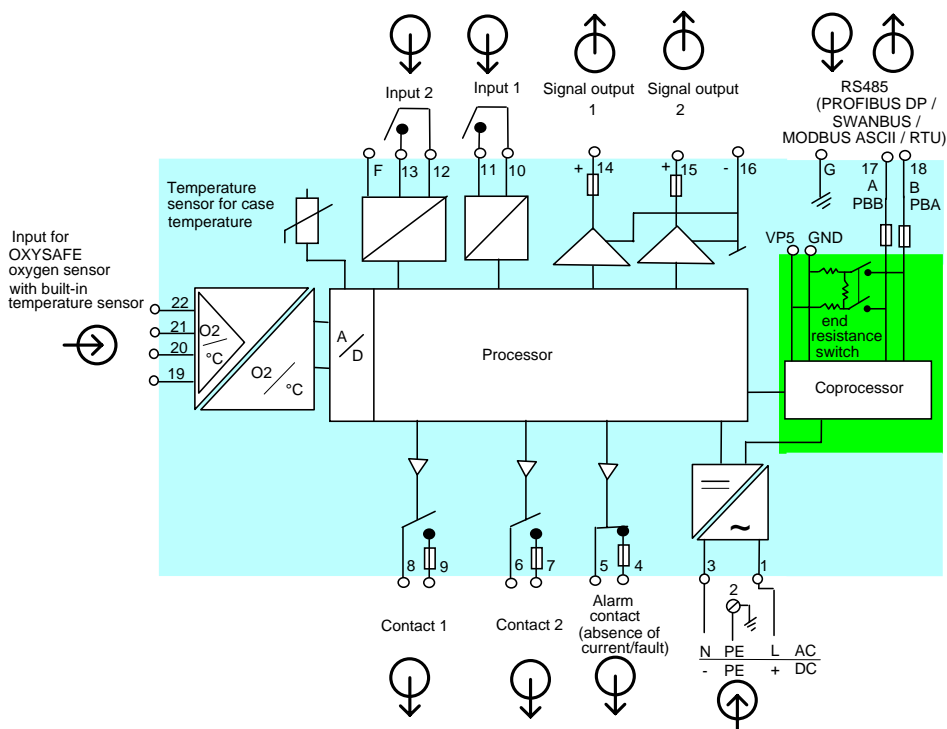 Input 2
Input 1
Signal output
1
Signal output
2
RS485
(PROFIBUS DP /
SWANBUS /
MODBUS ASCII / RTU)
F
13
12
11
10
+
14
+
15
-
16
G
17
18
A
B
PBB
PBA
Temperature
sensor for case
temperature
VP5
GND
Input for
OXYSAFE
oxygen sensor
with built-in
temperature sensor
22
21
20
19
O2
°C
O2
°C
A
D
Processor
end
resistance
switch
Coprocessor
=
~
8
9
6
7
5
4
3
1
2
Contact 1
Contact 2
Alarm
contact
(absence of
current/fault)
N PE L AC
- PE + DC